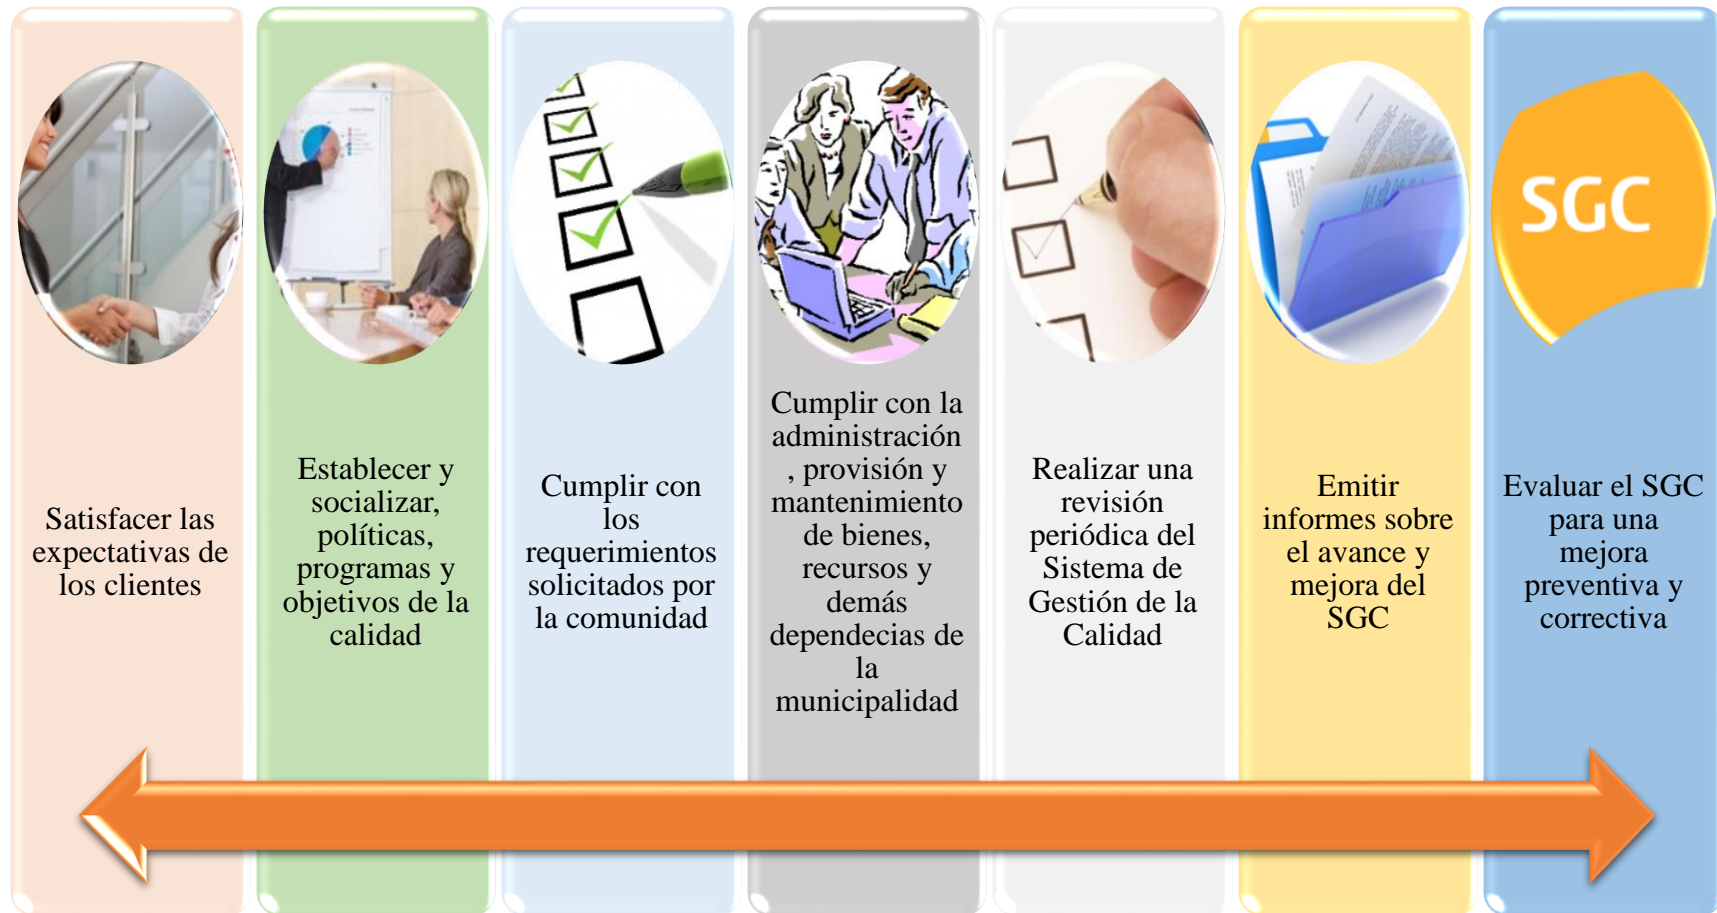 SGC
Satisfacer las
expectativas de
los clientes
Establecer y
socializar,
políticas,
programas y
objetivos de la
calidad
Cumplir con
los
requerimientos
solicitados por
la comunidad
Cumplir con la
administración
, provisión y
mantenimiento
de bienes,
recursos y
demás
dependecias de
la
municipalidad
Realizar una
revisión
periódica del
Sistema de
Gestión de la
Calidad
Emitir
informes sobre
el avance y
mejora del
SGC
Evaluar el SGC
para una
mejora
preventiva y
correctiva